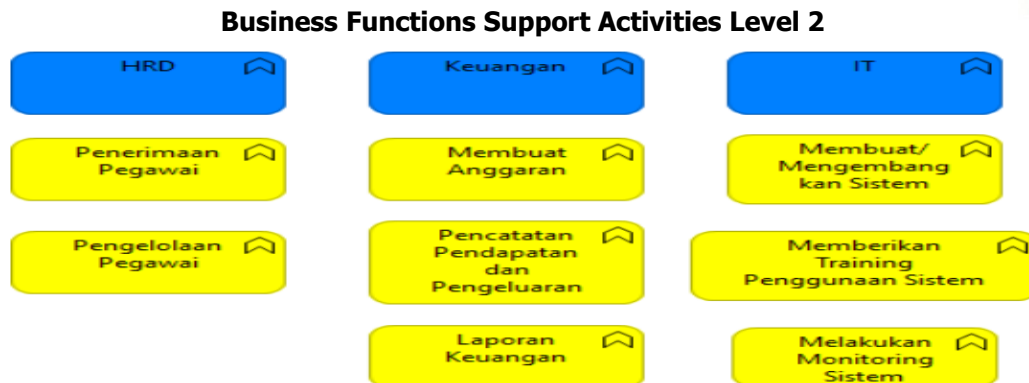 Business Functions Support Activities Level 2
HRD
Keuangan
IT
Penerimaan
Pegawai
Membuat
Anggaran
Membuat/
Mengembang
kan Sistem
Pengelolaan
Pegawai
Pencatatan
Pendapatan
dan
Pengeluaran
Memberikan
Training
Penggunaan Sistem
Laporan
Keuangan
Melakukan
Monitoring
Sistem